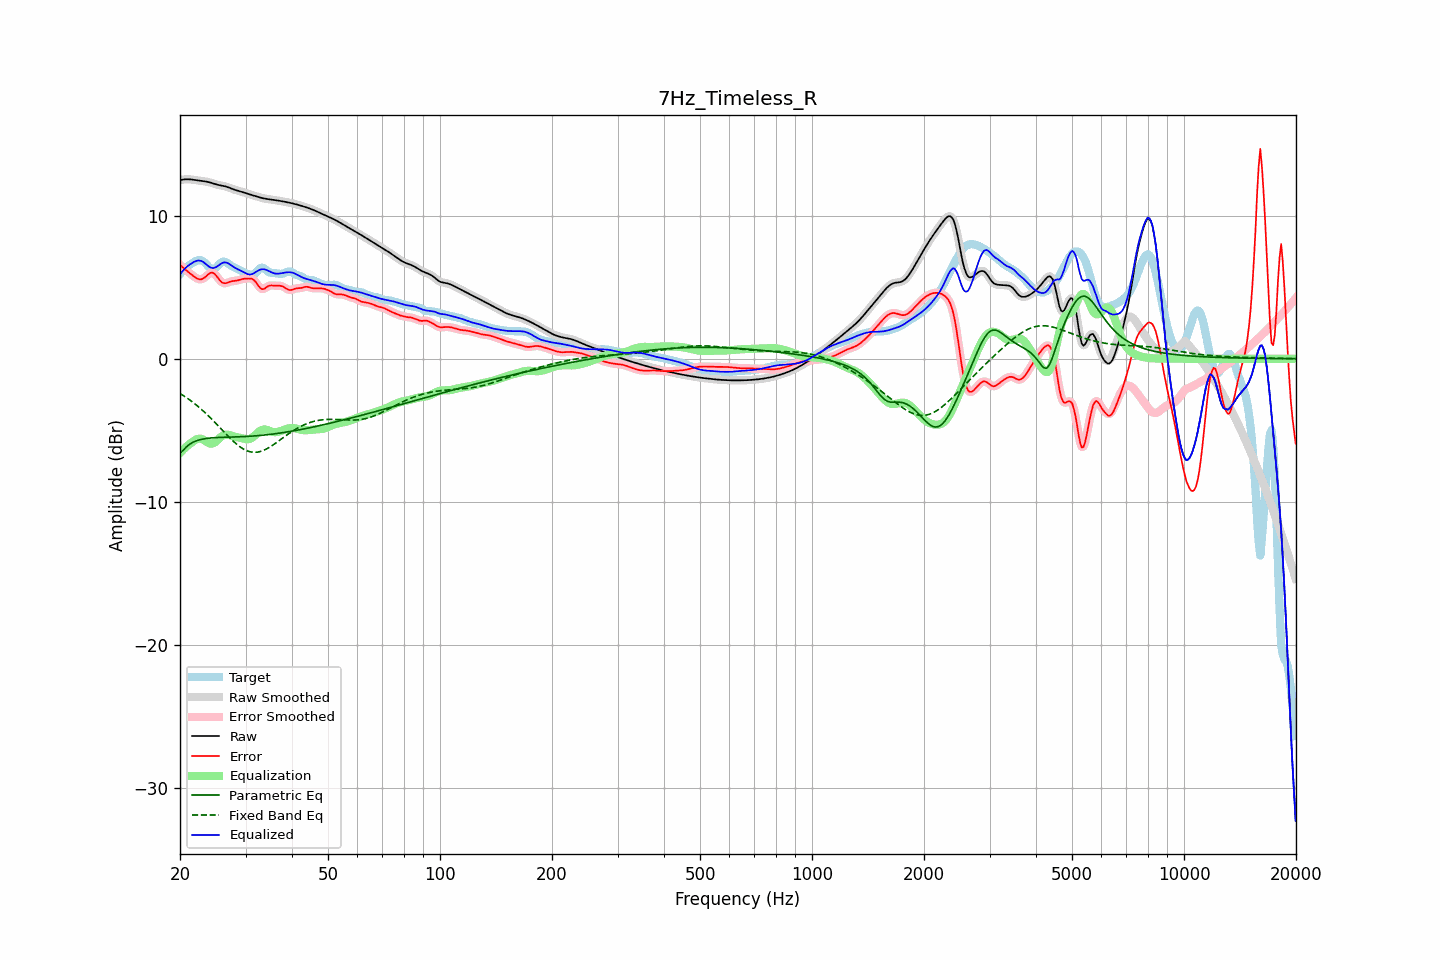 7Hz_Timeless_R
Amplitude (dBr)
10
0
−10
−20
−30
Target
Raw Smoothed
Error Smoothed
Raw
Error
Equalization
Parametric Eq
Fixed Band Eq
Equalized
20 50 100 200 500 1000 2000 5000 10000 20000
Frequency (Hz)